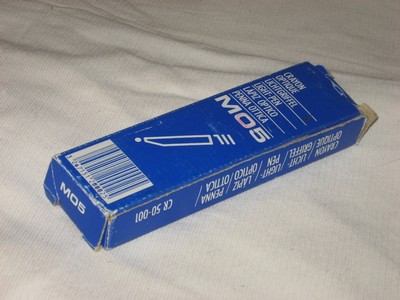 CRAYON
OPTIQUE
LICHTGRIFFEL
LIGHT PEN
LAPIZ OPTICO
PENNA OTTICA
MO5
CRAYON LICHT- LIGHT- LAPIZ PENNA/
OPTIQUE/GRIFFEL/ PEN OPTICO/OTTICA
CR 50-001
MO5